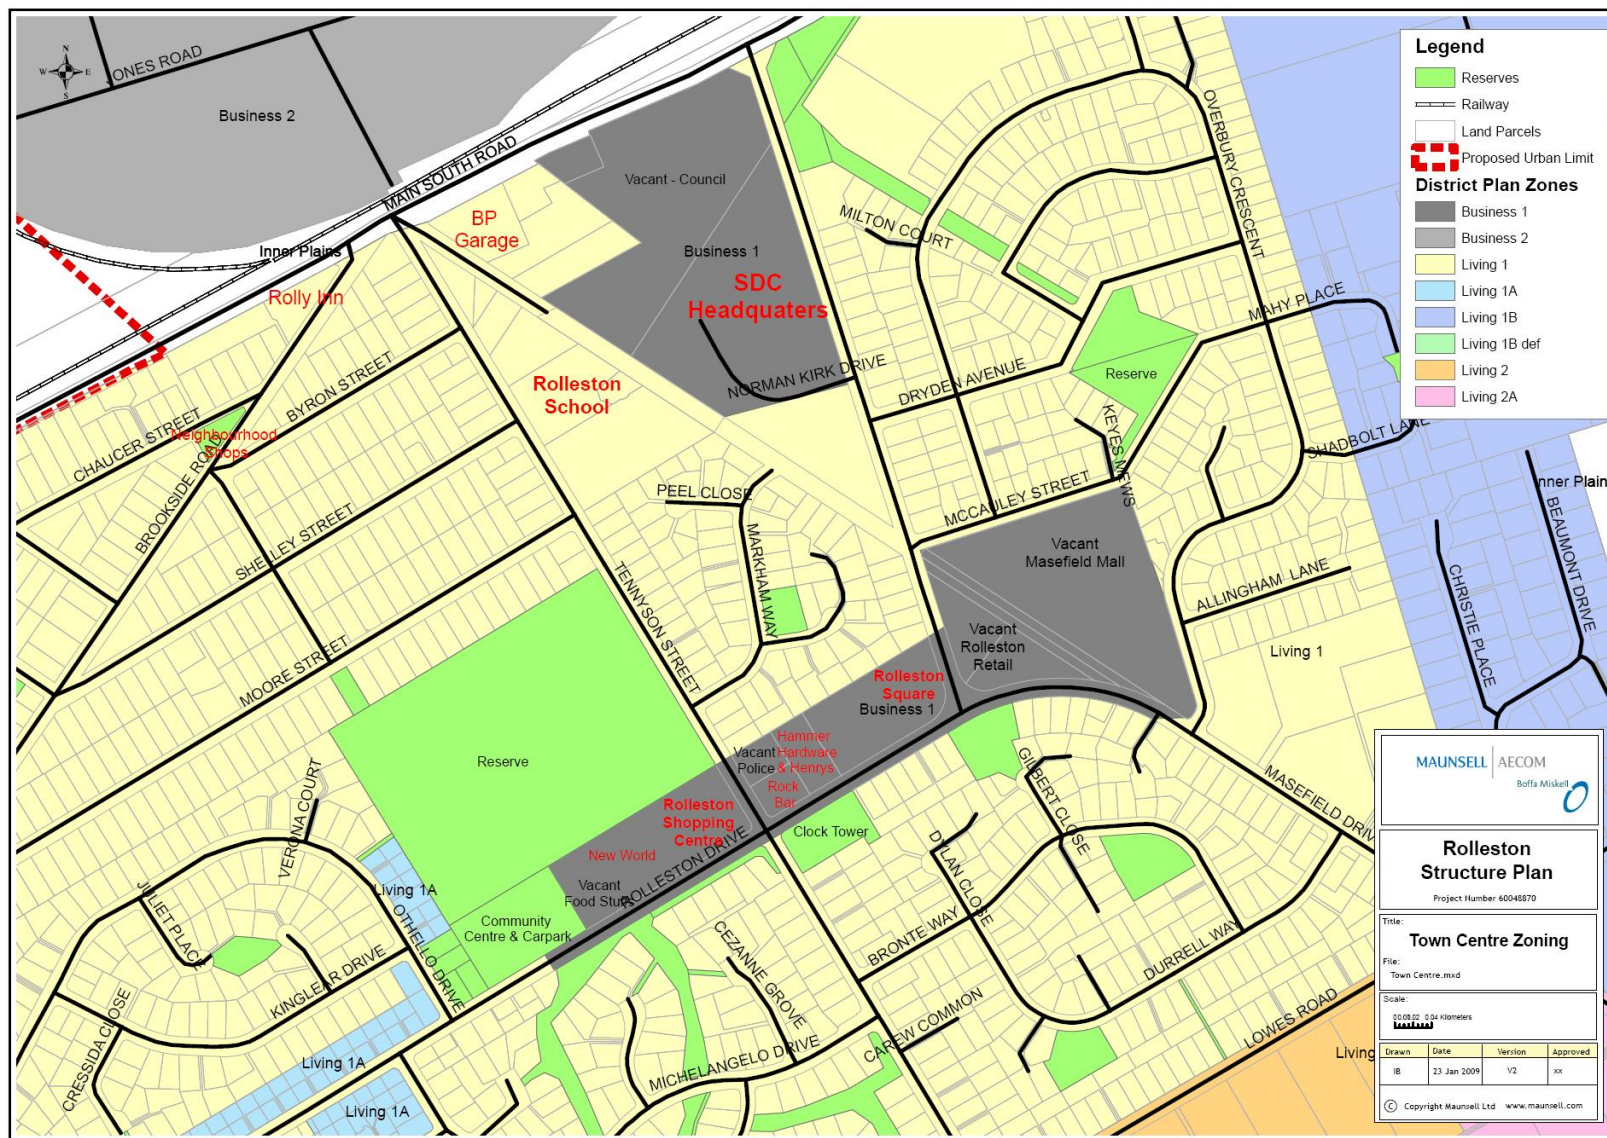 N
W E
S
JONES ROAD
Business 2
MAIN SOUTH ROAD
Inner Plains
BP
Garage
Rolly Inn
Vacant - Council
Business 1
SDC
Headquaters
NORMAN KIRK DRIVE
Rolleston
School
MILTON COURT
OVERBURY CRESCENT
MAHY PLACE
DRYDEN AVENUE
Reserve
KEYES MEWS
SHADBOLT LANE
MCCAULEY STREET
CHAUCER STREET
BYRON STREET
Neighbourhood
Shops
BROOKSIDE ROAD
SHELLEY STREET
MOORE STREET
PEEL CLOSE
MARKHAM WAY
TENNYSON STREET
Vacant
Masefield Mall
ALLINGHAM LANE
Living 1
nner Plain
BEAUMONT DRIVE
CHRISTIE PLACE
Vacant
Rolleston
Retail
Rolleston
Square
Business 1
Hammer
Hardware
& Henrys
Vacant
Police
Rock
Bar
Reserve
Rolleston
Shopping
Centre
New World
Vacant
Food Stuffs
ROLLESTON DRIVE
Clock Tower
Community
Centre & Carpark
VERONA COURT
JULIET PLACE
Living 1A
OTHELLO DRIVE
KINGLEAR DRIVE
CRESSIDA CLOSE
Living 1A
Living 1A
CEZANNE GROVE
MICHELANGELO DRIVE
CAREW COMMON
BRONTE WAY
DYLAN CLOSE
GILBERT CLOSE
DURRELL WAY
MASEFIELD DRIV
LOWES ROAD
Living
Legend
Reserves
Railway
Land Parcels
Proposed Urban Limit
District Plan Zones
Business 1
Business 2
Living 1
Living 1A
Living 1B
Living 1B def
Living 2
Living 2A
MAUNSELL | AECOM
Boffa Miskell
Rolleston
Structure Plan
Project Number 60048870
Title:
Town Centre Zoning
File:
Town Centre.mxd
Scale:
0.04 Kilometers
Drawn Date Version Approved
IB 23 Jan 2009 V2 xx
© Copyright Maunsell Ltd www.maunsell.com